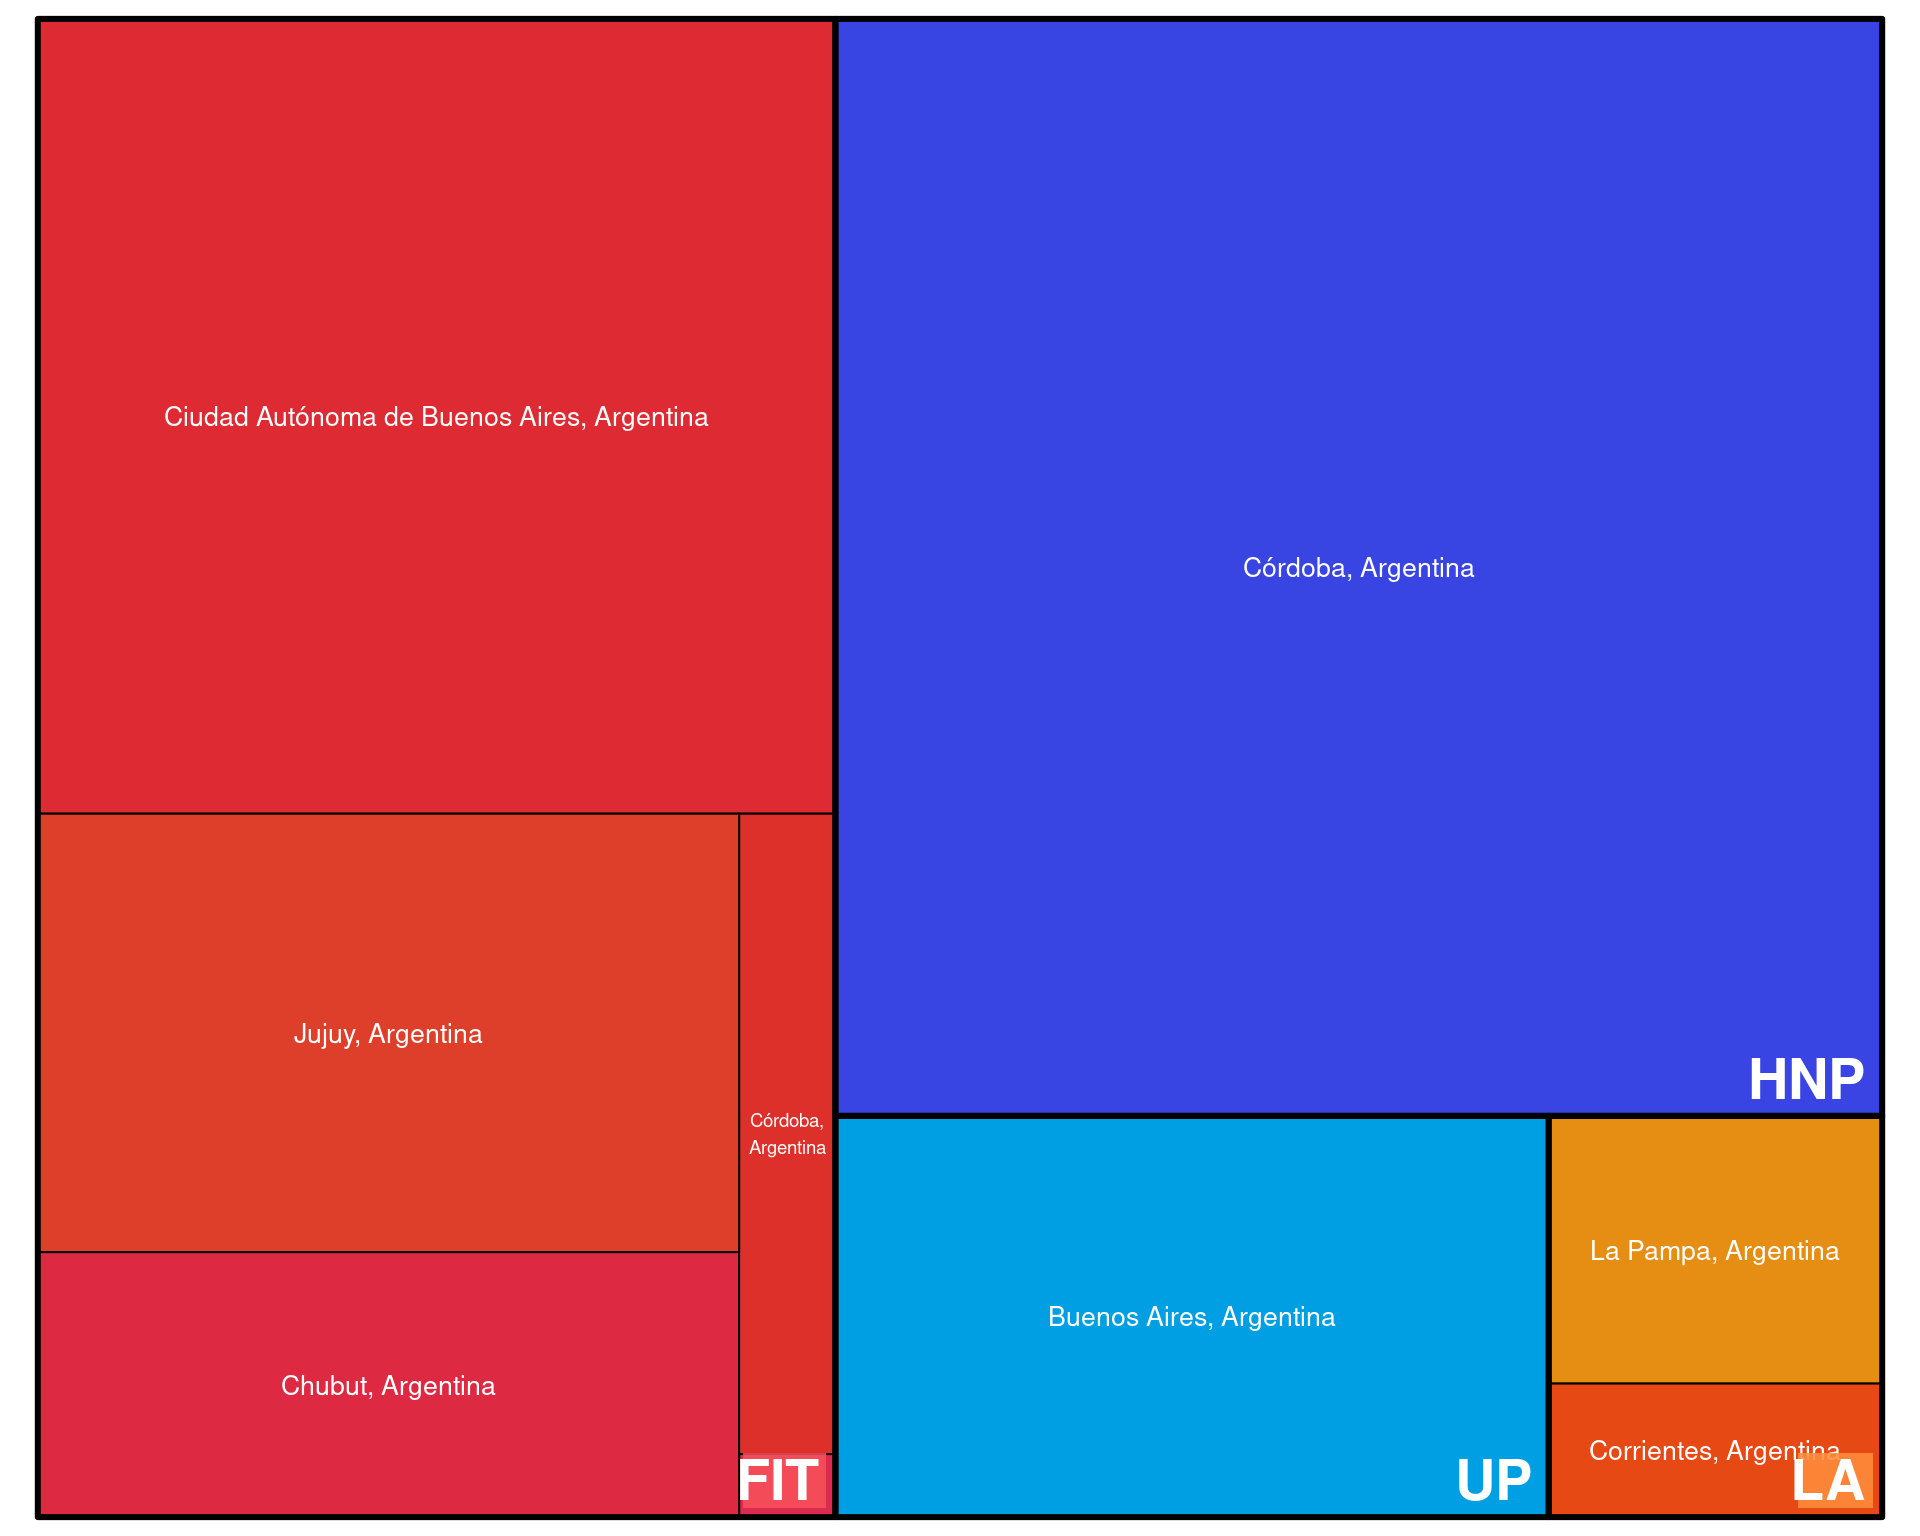 Ciudad Autónoma de Buenos Aires, Argentina
Jujuy, Argentina
Córdoba,
Argentina
Chubut, Argentina
FIT
Córdoba, Argentina
HNP
Buenos Aires, Argentina
UP
La Pampa, Argentina
Corrientes, Argentina
LA